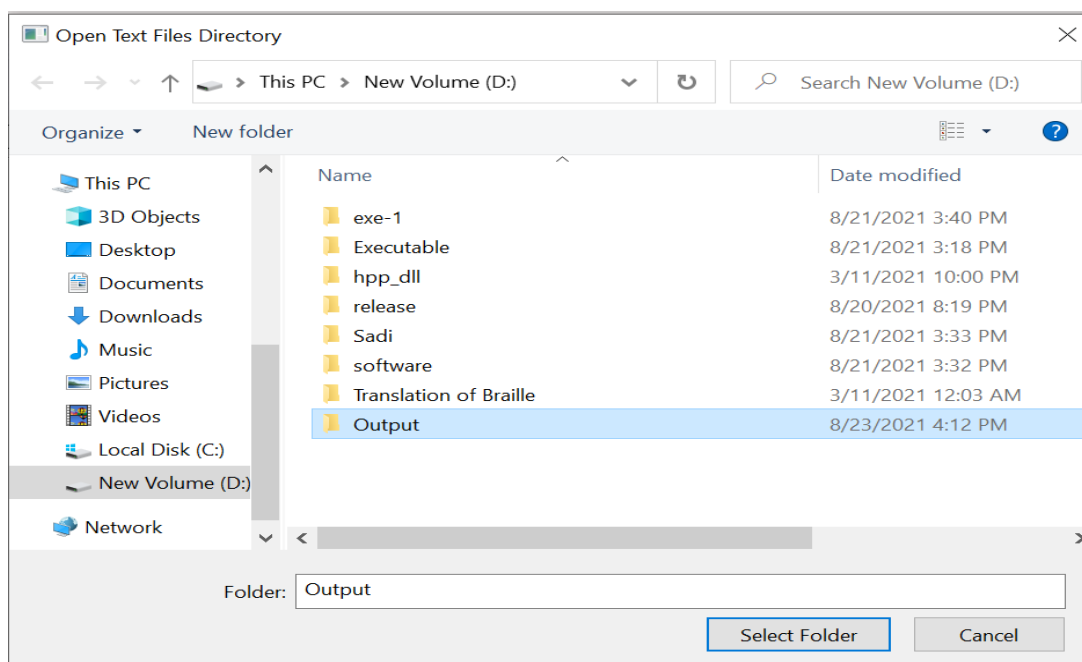 Open Text Files Directory
This PC > New Volume (D:)
Search New Volume (D:)
Organize
New folder
?
This PC
3D Objects
Desktop
Documents
Downloads
Music
Pictures
Videos
Local Disk (C:)
New Volume (D:)
Network
Name Date modified
exe-1 8/21/2021 3:40 PM
Executable 8/21/2021 3:18 PM
hpp_dll 3/11/2021 10:00 PM
release 8/20/2021 8:19 PM
Sadi 8/21/2021 3:33 PM
software 8/21/2021 3:32 PM
Translation of Braille 3/11/2021 12:03 AM
Output 8/23/2021 4:12 PM
Folder: Output
Select Folder Cancel